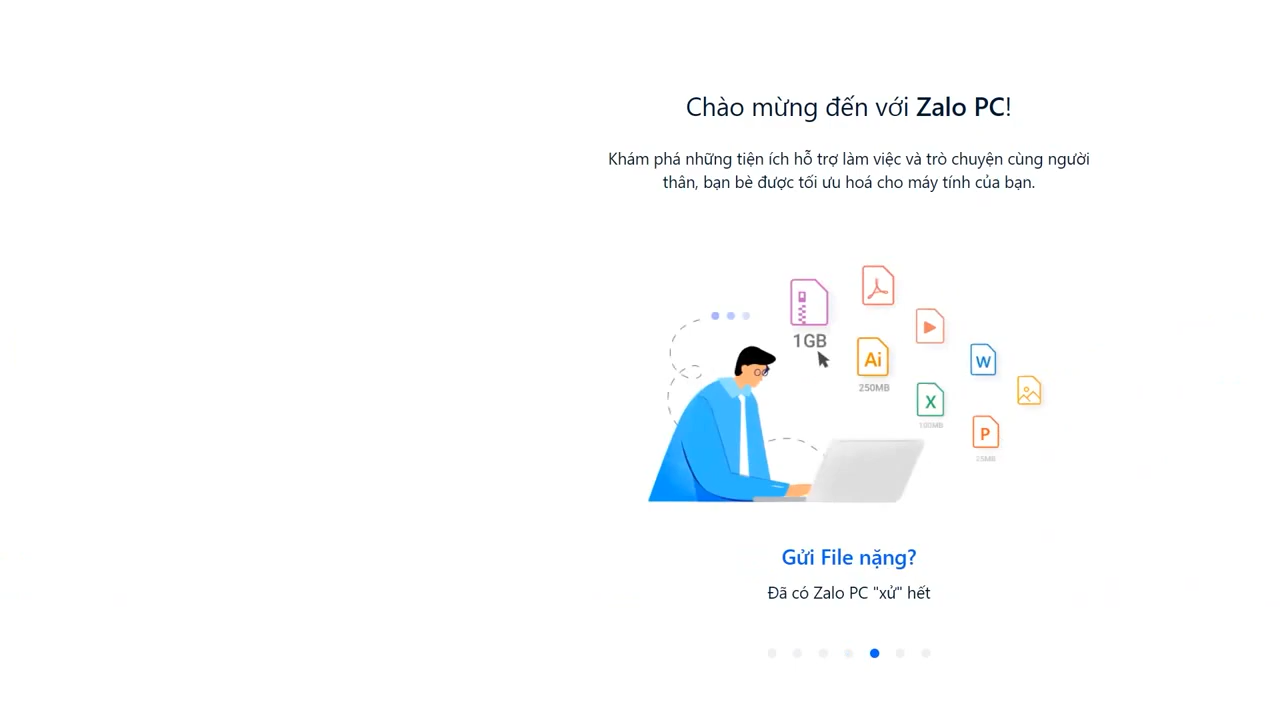 Chào mừng đến với Zalo PC!
Khám phá những tiện ích hỗ trợ làm việc và trò chuyện cùng người
thân, bạn bè được tối ưu hoá cho máy tính của bạn.
1GB
Ai
250MB
W
X
100MB
P
25MB
Gửi File nặng?
Đã có Zalo PC "xử" hết